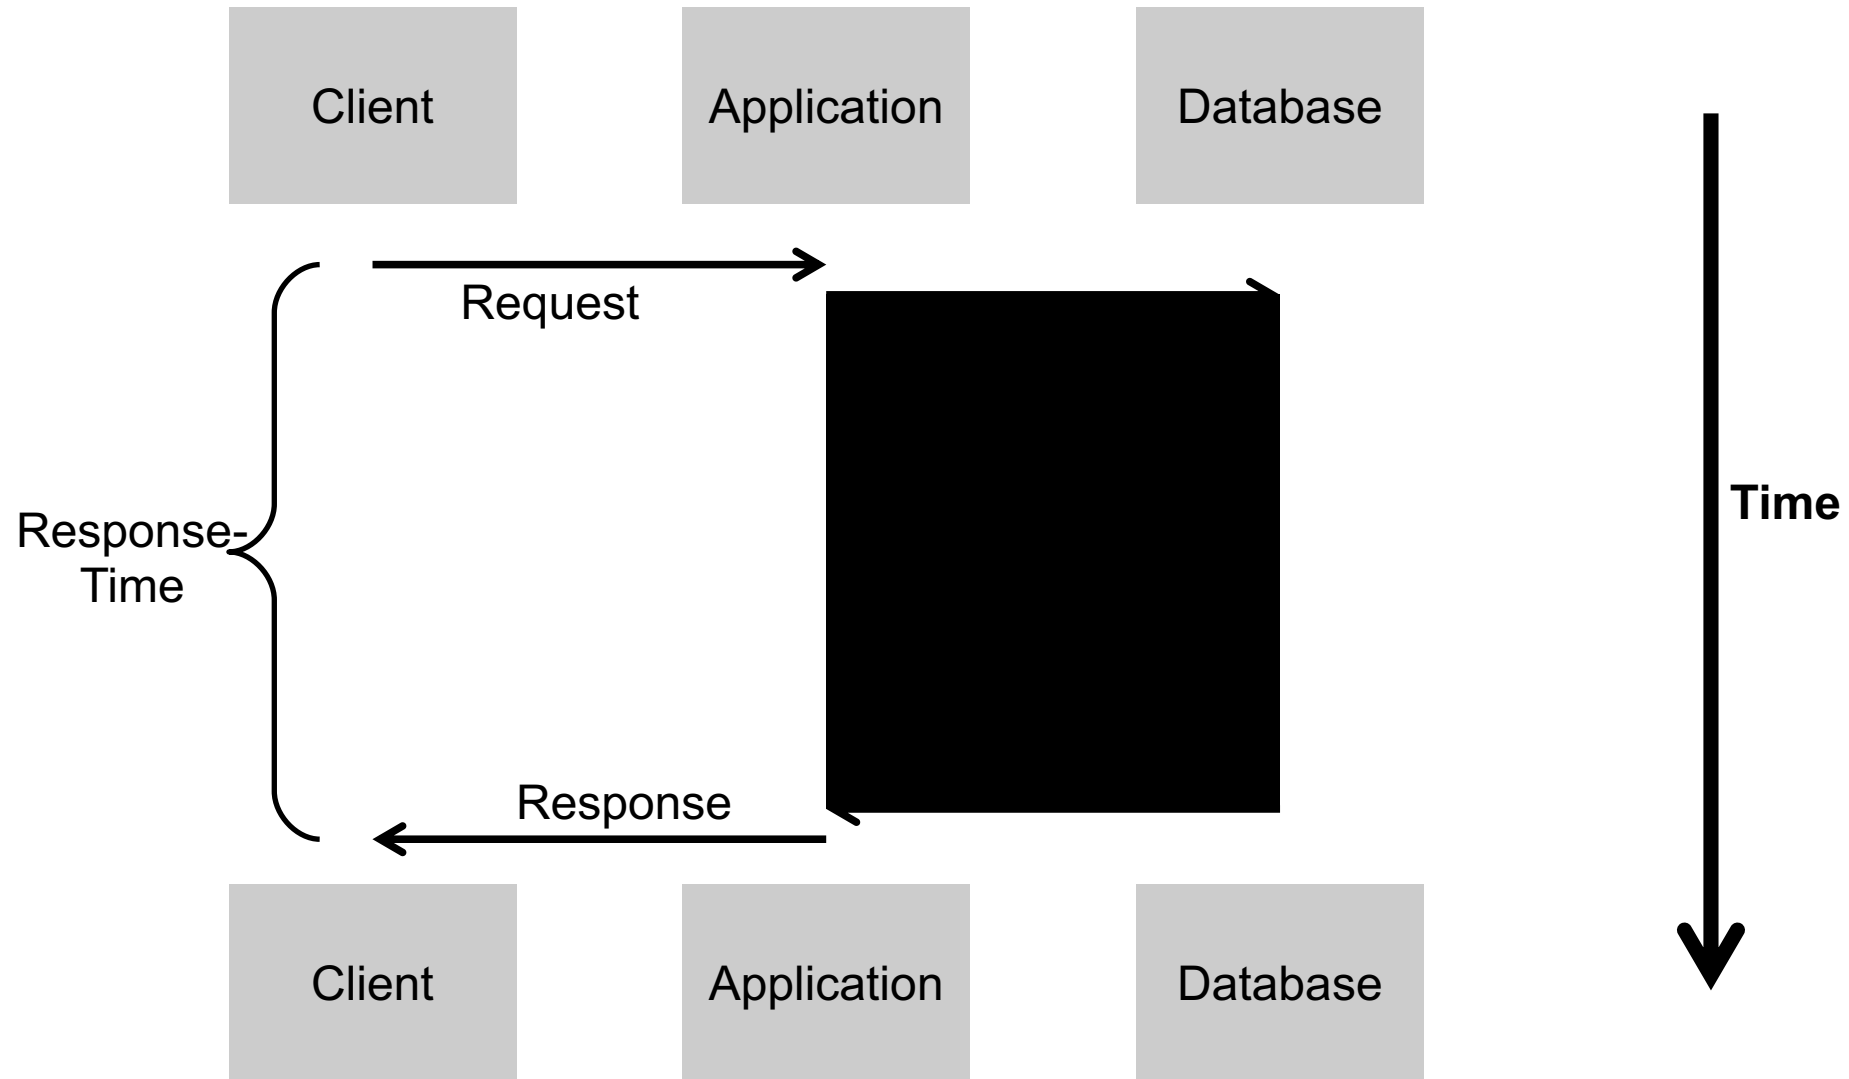 Client
Application
Database
Request
Response-
Time
Time
Response
Client
Application
Database